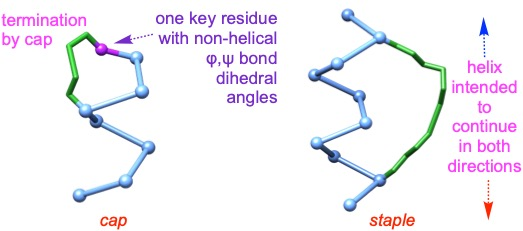 termination
by cap
one key residue
with non-helical
φ,ψ bond
dihedral
angles
helix
intended
to
continue
in both
directions
cap
staple